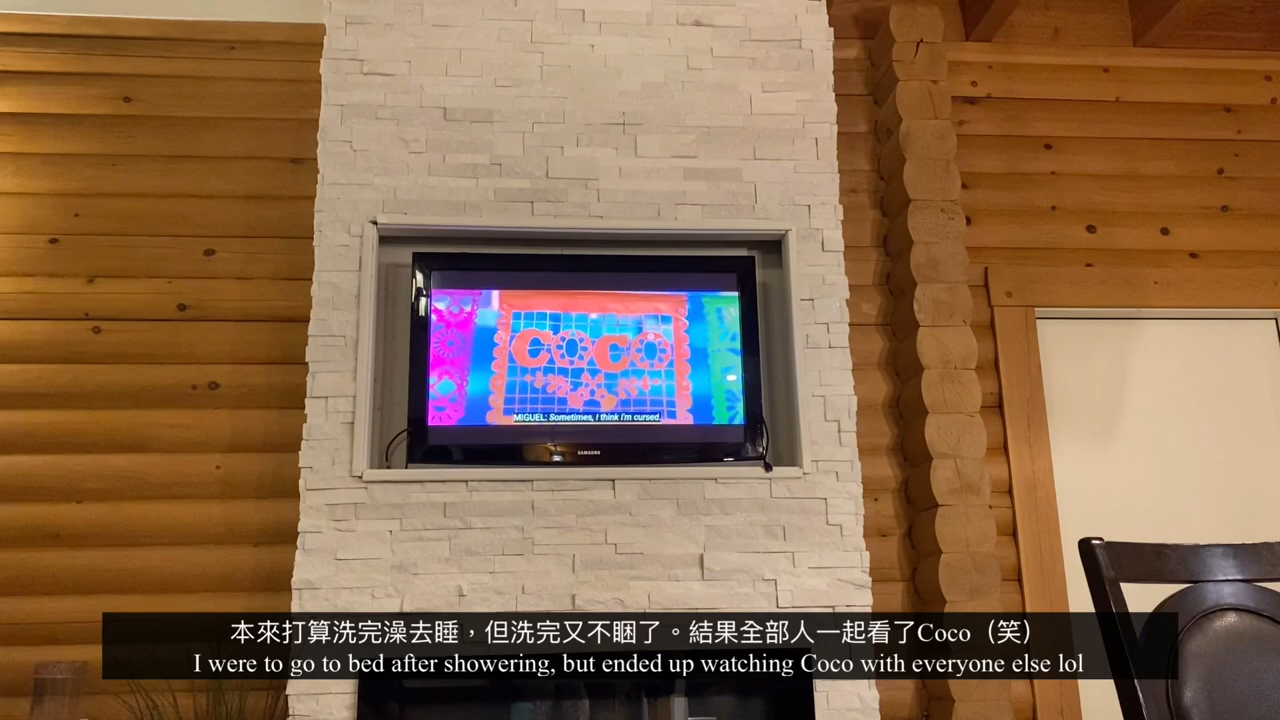 COCO
MIGUEL: Sometimes, I think I'm cursed.
SAMSUNG
本來打算洗完澡去睡，但洗完又不睏了。結果全部人一起看了Coco（笑）
I were to go to bed after showering, but ended up watching Coco with everyone else lol